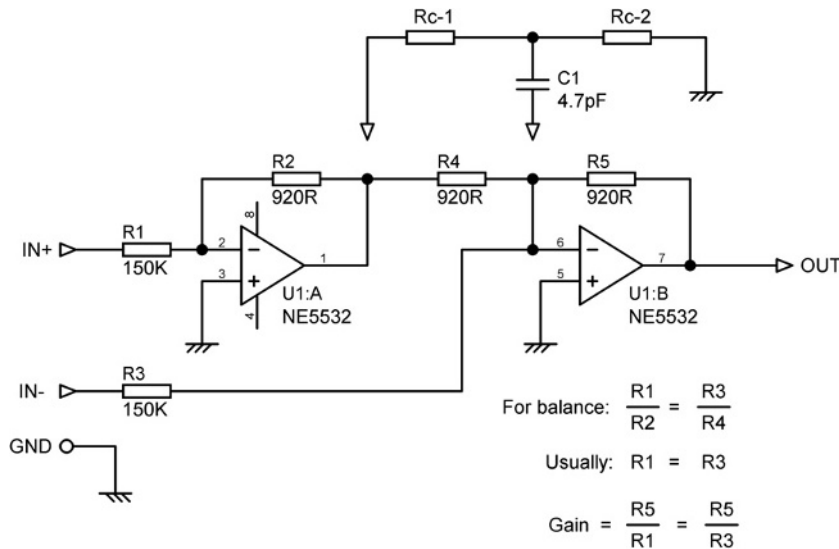 Rc-1
Rc-2
C1
4.7pF
R2
920R
R4
920R
R5
920R
R1
150K
IN+
8
2
1
3
4
U1:A
NE5532
6
7
5
U1:B
NE5532
OUT
R3
150K
IN-
GND
For balance: R1 = R3
R2 R4
Usually: R1 = R3
Gain = R5 = R5
R1 R3
−
+
−
+